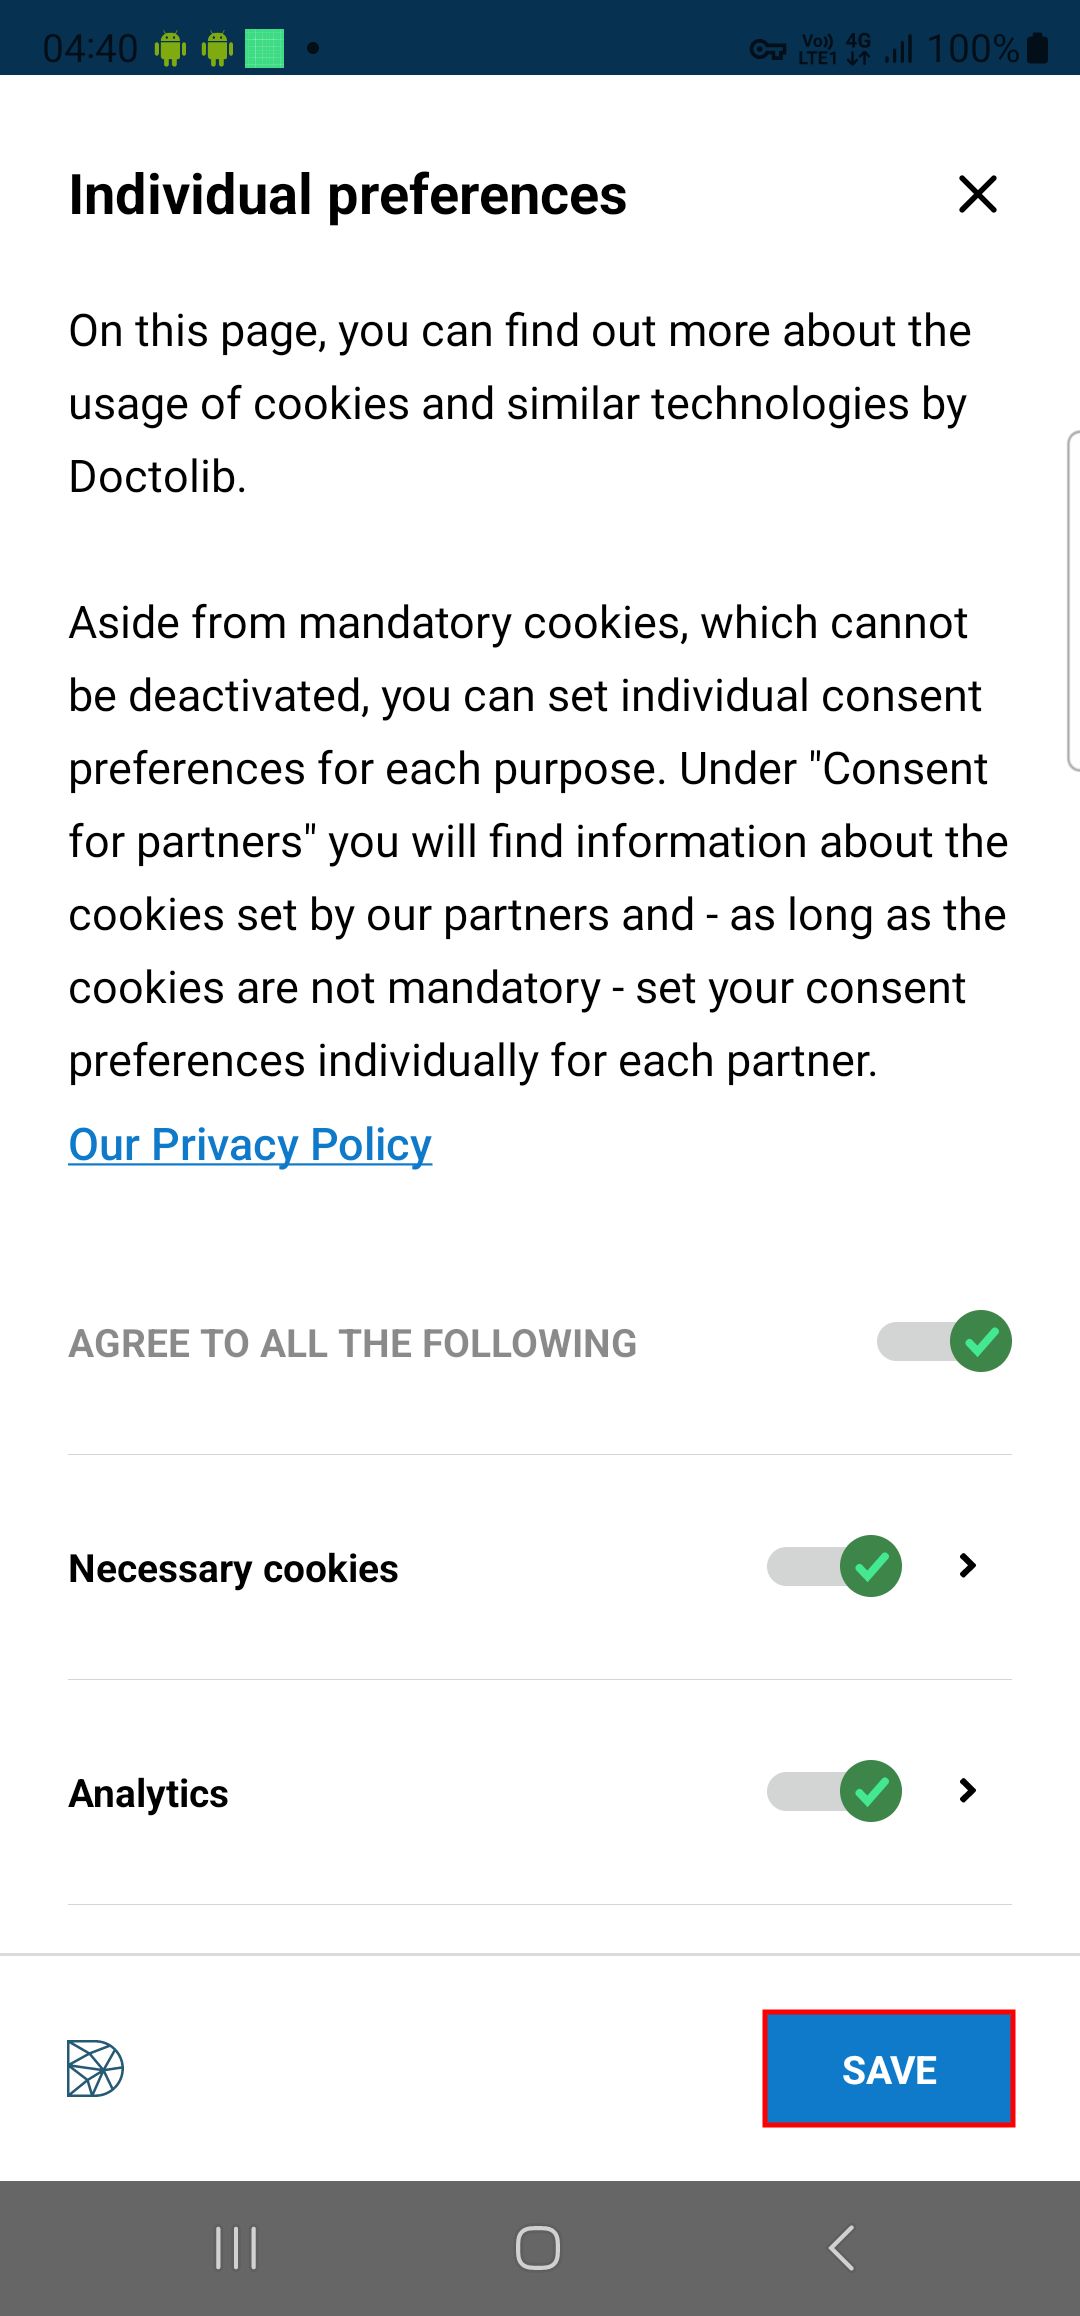 04:40
Vo)) LTE1 4G 100%
Individual preferences
On this page, you can find out more about the
usage of cookies and similar technologies by
Doctolib.
Aside from mandatory cookies, which cannot
be deactivated, you can set individual consent
preferences for each purpose. Under "Consent
for partners" you will find information about the
cookies set by our partners and - as long as the
cookies are not mandatory - set your consent
preferences individually for each partner.
Our Privacy Policy
AGREE TO ALL THE FOLLOWING
Necessary cookies
Analytics
SAVE